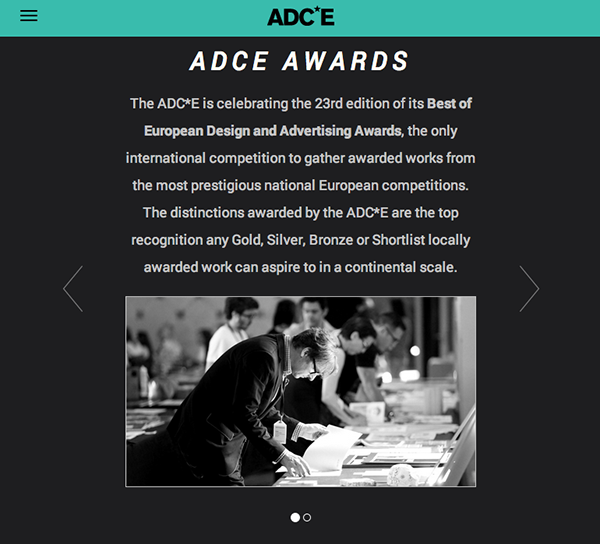 ADC*E
ADCE AWARDS
The ADC*E is celebrating the 23rd edition of its Best of
European Design and Advertising Awards, the only
international competition to gather awarded works from
the most prestigious national European competitions.
The distinctions awarded by the ADC*E are the top
recognition any Gold, Silver, Bronze or Shortlist locally
awarded work can aspire to in a continental scale.